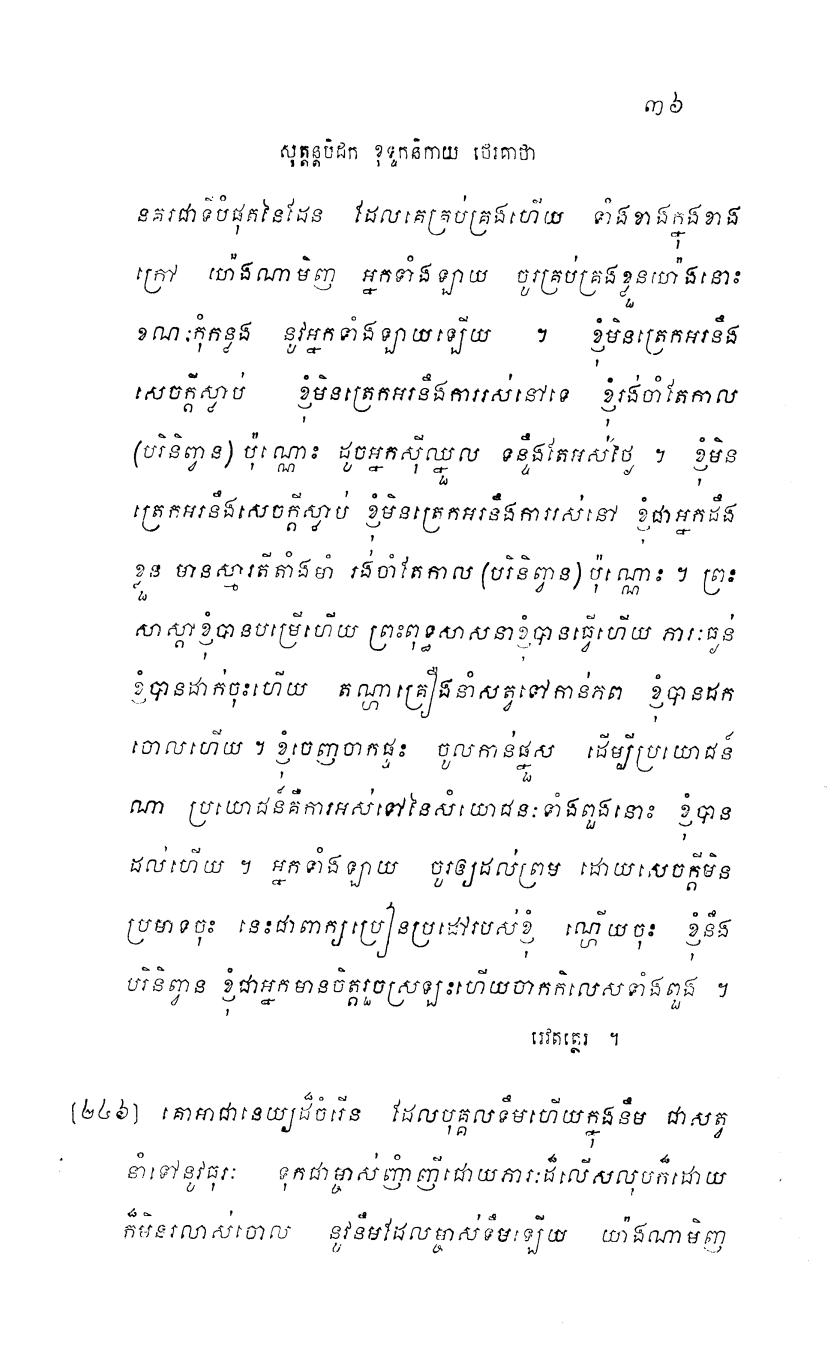 ៣៦
សុត្តន្តបិដក ខុទ្ទកនិកាយ ថេរគាថា
នគរជាទីបំផុតនៃដែន ដែលគេគ្រប់គ្រងហើយ ទាំងខាងក្នុងខាង
ក្រៅ យ៉ាងណាមិញ អ្នកទាំងឡាយ ចូរគ្រប់គ្រងខ្លួនយ៉ាងនោះ
ខណៈកុំកន្លង នូវអ្នកទាំងឡាយឡើយ ។ ខ្ញុំមិនត្រេកអរនឹង
សេចក្តីស្លាប់ ខ្ញុំមិនត្រេកអរនឹងការរស់នៅទេ ខ្ញុំរង់ចាំតែកាល
(បរិនិព្វាន) ប៉ុណ្ណោះ ដូចអ្នកស៊ីឈ្នួល ទន្ទឹងតែអស់ថ្ងៃ ។ ខ្ញុំមិន
ត្រេកអរនឹងសេចក្តីស្លាប់ ខ្ញុំមិនត្រេកអរនឹងការរស់នៅ ខ្ញុំជាអ្នកដឹង
ខ្លួន មានស្មារតីតាំងមាំ រង់ចាំតែកាល (បរិនិព្វាន) ប៉ុណ្ណោះ ។ ព្រះ
សាស្តាខ្ញុំបានបម្រើហើយ ព្រះពុទ្ធសាសនាខ្ញុំបានធ្វើហើយ ភារៈធ្ងន់
ខ្ញុំបានដាក់ចុះហើយ តណ្ហាគ្រឿងនាំសត្វទៅកាន់ភព ខ្ញុំបានដក
ចោលហើយ ។ ខ្ញុំចេញចាកផ្ទះ ចូលកាន់ផ្នួស ដើម្បីប្រយោជន៍
ណា ប្រយោជន៍គឺការអស់ទៅនៃសំយោជនៈទាំងពួងនោះ ខ្ញុំបាន
ដល់ហើយ ។ អ្នកទាំងឡាយ ចូរឲ្យដល់ព្រម ដោយសេចក្តីមិន
ប្រមាទចុះ នេះជាពាក្យប្រៀនប្រដៅរបស់ខ្ញុំ ណ្ហើយចុះ ខ្ញុំនឹង
បរិនិព្វាន ខ្ញុំជាអ្នកមានចិត្តរួចស្រឡះហើយចាកកិលេសទាំងពួង ។
រេវតត្ថេរ ។
[២៤៦] គោអាជានេយ្យដ៏ចំរើន ដែលបុគ្គលទឹមហើយក្នុងនឹម ជាសត្វ
នាំទៅនូវធុរៈ ទុកជាម្ចាស់ញំាញីដោយភារៈដ៏លើសលុបក៏ដោយ
ក៏មិនរលាស់ចោល នូវនឹមដែលម្ចាស់ទឹមឡើយ យ៉ាងណាមិញ